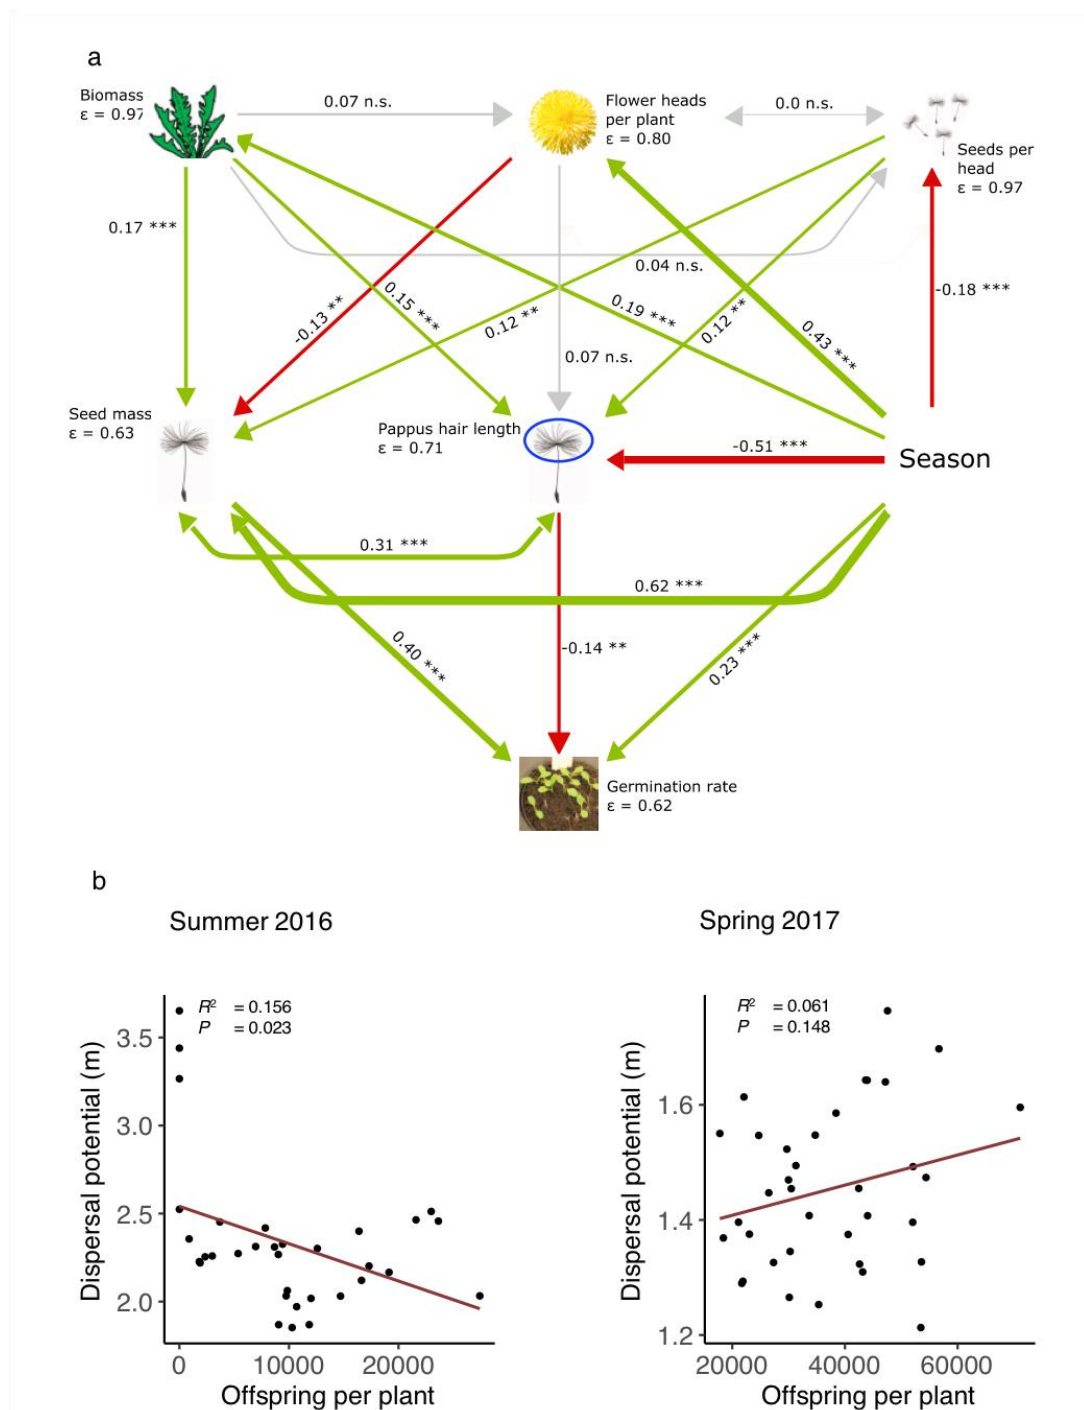 a
Biomass
ε = 0.97
0.07 n.s.
Flower heads
per plant
ε = 0.80
0.0 n.s.
Seeds per
head
ε = 0.97
0.17 ***
0.04 n.s.
-0.18 ***
-0.13 **
0.15 ***
0.12 **
0.19 ***
0.12 **
0.43 ***
0.07 n.s.
Seed mass
ε = 0.63
Pappus hair length
ε = 0.71
-0.51 ***
Season
0.31 ***
0.62 ***
0.40 ***
-0.14 **
0.23 ***
Germination rate
ε = 0.62
b
Summer 2016
R² = 0.156
P = 0.023
Dispersal potential (m)
3.5
3.0
2.5
2.0
0 10000 20000
Offspring per plant
Spring 2017
R² = 0.061
P = 0.148
Dispersal potential (m)
1.6
1.4
1.2
20000 40000 60000
Offspring per plant